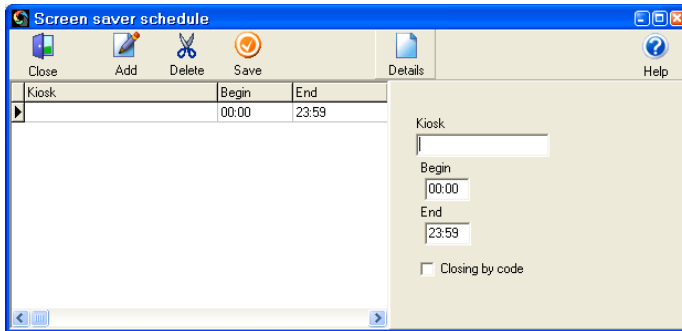 Screen saver schedule
Close Add Delete Save Details Help
Kiosk Begin End
00:00 23:59
Kiosk
Begin
00:00
End
23:59
Closing by code